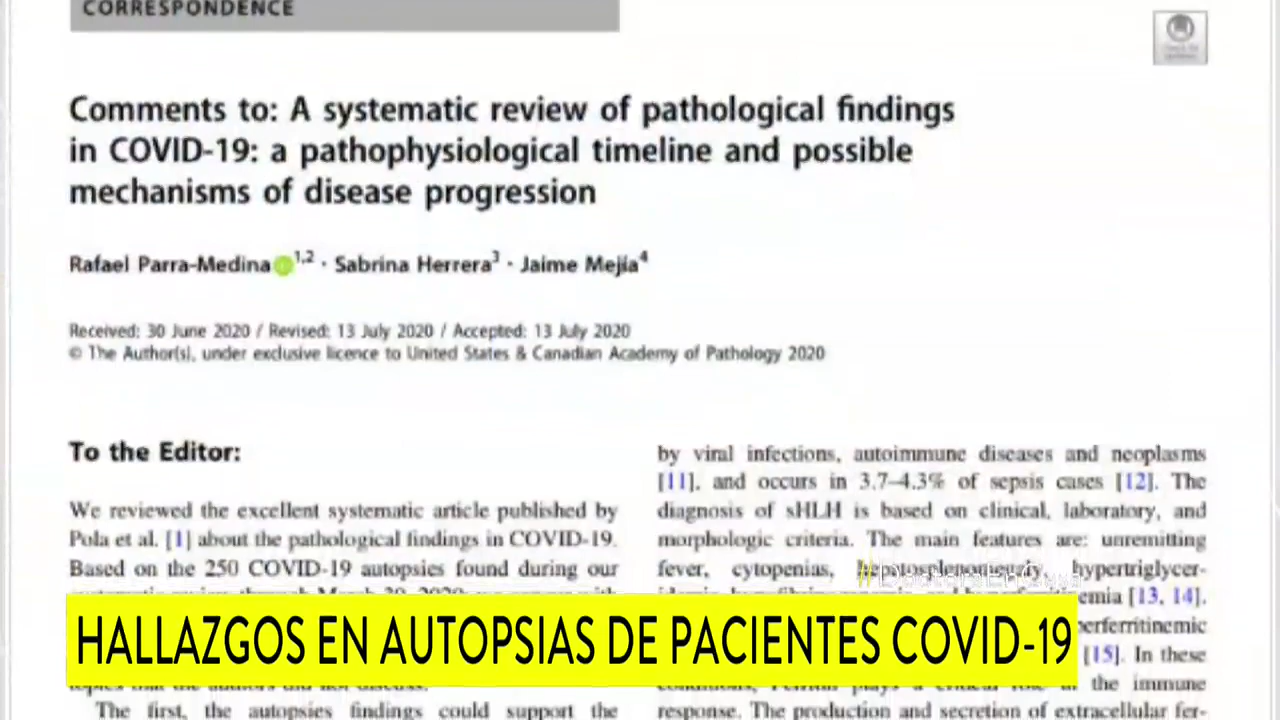 CORRESPONDENCE
Comments to: A systematic review of pathological findings
in COVID-19: a pathophysiological timeline and possible
mechanisms of disease progression
Rafael Parra-Medina 1,2 · Sabrina Herrera3 · Jaime Mejía4
Received: 30 June 2020 / Revised: 13 July 2020 / Accepted: 13 July 2020
© The Author(s), under exclusive licence to United States & Canadian Academy of Pathology 2020
To the Editor:
We reviewed the excellent systematic article published by
Pola et al. [1] about the pathological findings in COVID-19.
Based on the 250 COVID-19 autopsies found during our
The first, the autopsies findings could support the
by viral infections, autoimmune diseases and neoplasms
[11], and occurs in 3.7–4.3% of sepsis cases [12]. The
diagnosis of sHLH is based on clinical, laboratory, and
morphologic criteria. The main features are: unremitting
fever, cytopenias, hepatosplenomegaly, hypertriglycer-
emia [13, 14].
erferritinemic
[15]. In these
the immune
response. The production and secretion of extracellular fer-
HALLAZGOS EN AUTOPSIAS DE PACIENTES COVID-19